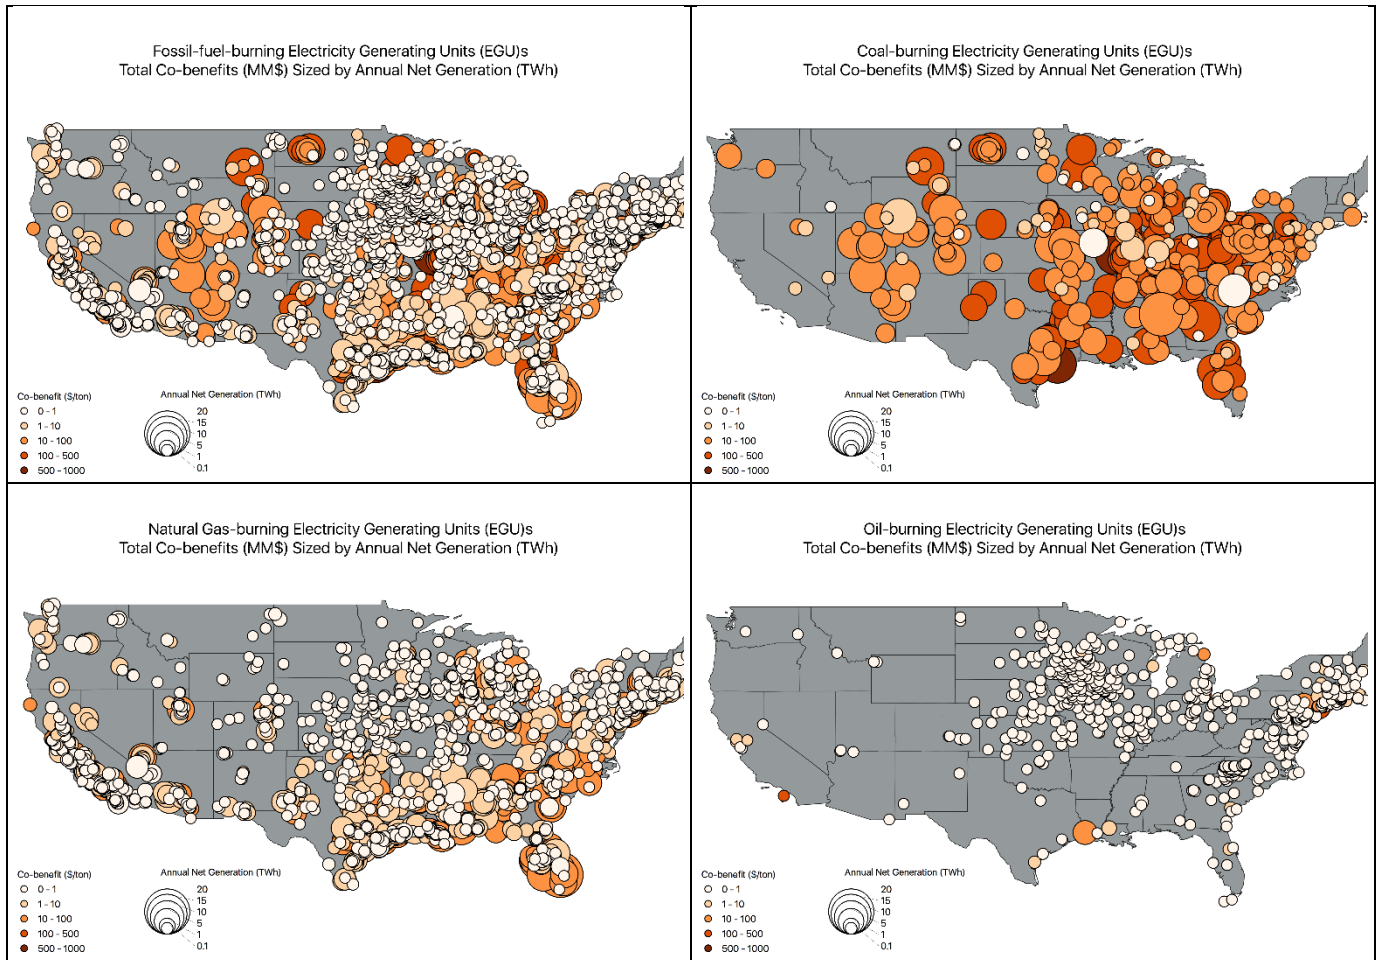 Fossil-fuel-burning Electricity Generating Units (EGU)s
Total Co-benefits (MM$) Sized by Annual Net Generation (TWh)
Co-benefit ($/ton)
0 - 1
1 - 10
10 - 100
100 - 500
500 - 1000
Annual Net Generation (TWh)
20
15
10
5
1
0.1
Coal-burning Electricity Generating Units (EGU)s
Total Co-benefits (MM$) Sized by Annual Net Generation (TWh)
Co-benefit ($/ton)
0 - 1
1 - 10
10 - 100
100 - 500
500 - 1000
Annual Net Generation (TWh)
20
15
10
5
1
0.1
Natural Gas-burning Electricity Generating Units (EGU)s
Total Co-benefits (MM$) Sized by Annual Net Generation (TWh)
Co-benefit ($/ton)
0 - 1
1 - 10
10 - 100
100 - 500
500 - 1000
Annual Net Generation (TWh)
20
15
10
5
1
0.1
Oil-burning Electricity Generating Units (EGU)s
Total Co-benefits (MM$) Sized by Annual Net Generation (TWh)
Co-benefit ($/ton)
0 - 1
1 - 10
10 - 100
100 - 500
500 - 1000
Annual Net Generation (TWh)
20
15
10
5
1
0.1